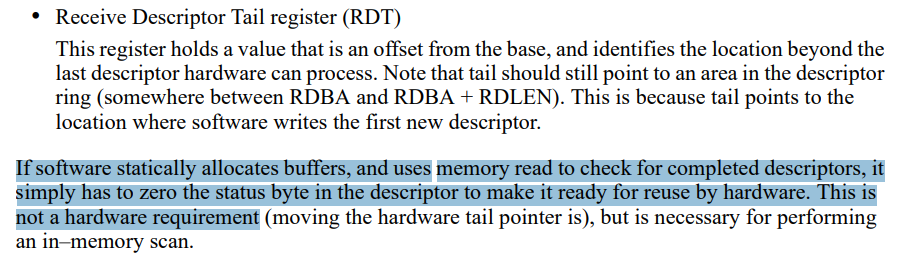 • Receive Descriptor Tail register (RDT)
This register holds a value that is an offset from the base, and identifies the location beyond the
last descriptor hardware can process. Note that tail should still point to an area in the descriptor
ring (somewhere between RDBA and RDBA + RDLEN). This is because tail points to the
location where software writes the first new descriptor.
If software statically allocates buffers, and uses memory read to check for completed descriptors, it
simply has to zero the status byte in the descriptor to make it ready for reuse by hardware. This is
not a hardware requirement (moving the hardware tail pointer is), but is necessary for performing
an in–memory scan.